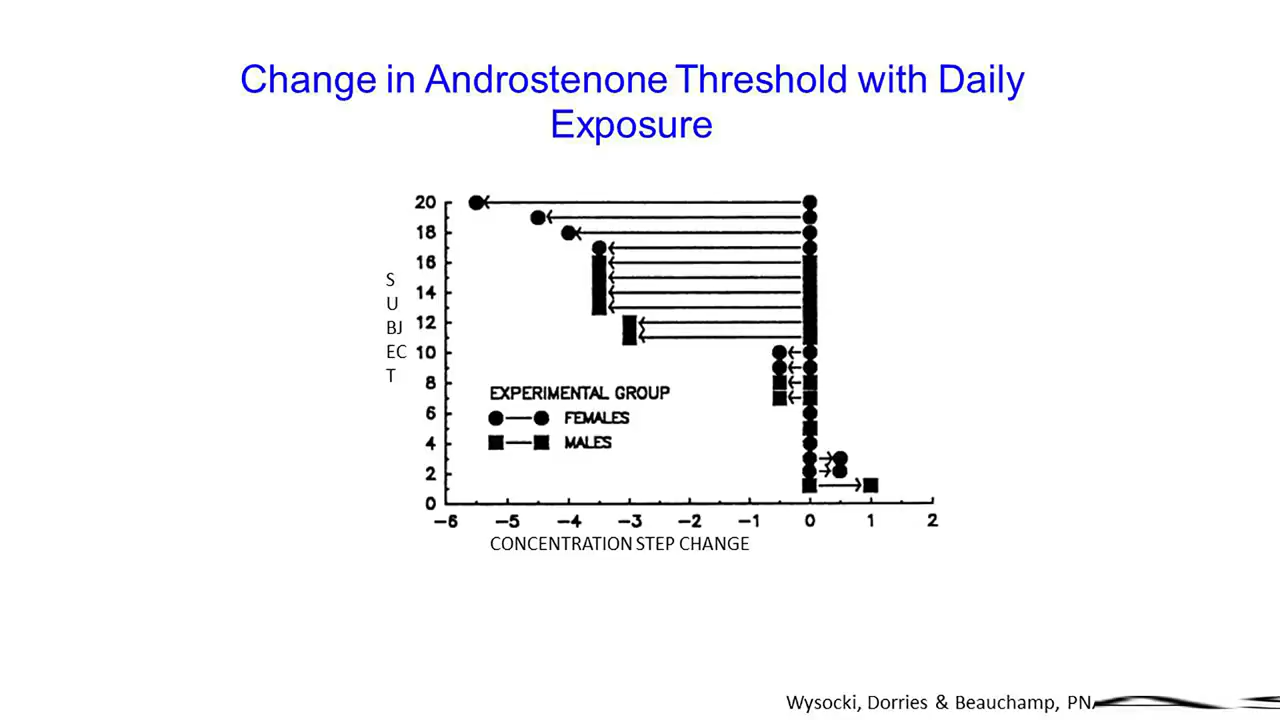 Change in Androstenone Threshold with Daily
Exposure
20
18
16
14
12
10
8
6
4
2
0
S
U
BJ
EC
T
EXPERIMENTAL GROUP
FEMALES
MALES
−6 −5 −4 −3 −2 −1 0 1 2
CONCENTRATION STEP CHANGE
Wysocki, Dorries & Beauchamp, PN